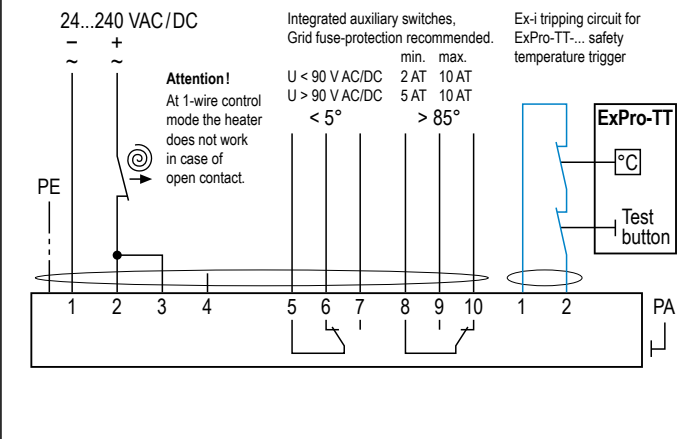 24...240 VAC/DC
– +
~ ~
Attention!
At 1-wire control
mode the heater
does not work
in case of
open contact.
PE
Integrated auxiliary switches,
Grid fuse-protection recommended.
min. max.
U < 90 V AC/DC 2 AT 10 AT
U > 90 V AC/DC 5 AT 10 AT
< 5° > 85°
Ex-i tripping circuit for
ExPro-TT-... safety
temperature trigger
ExPro-TT
°C
Test
button
1 2 3 4 5 6 7 8 9 10 1 2 PA